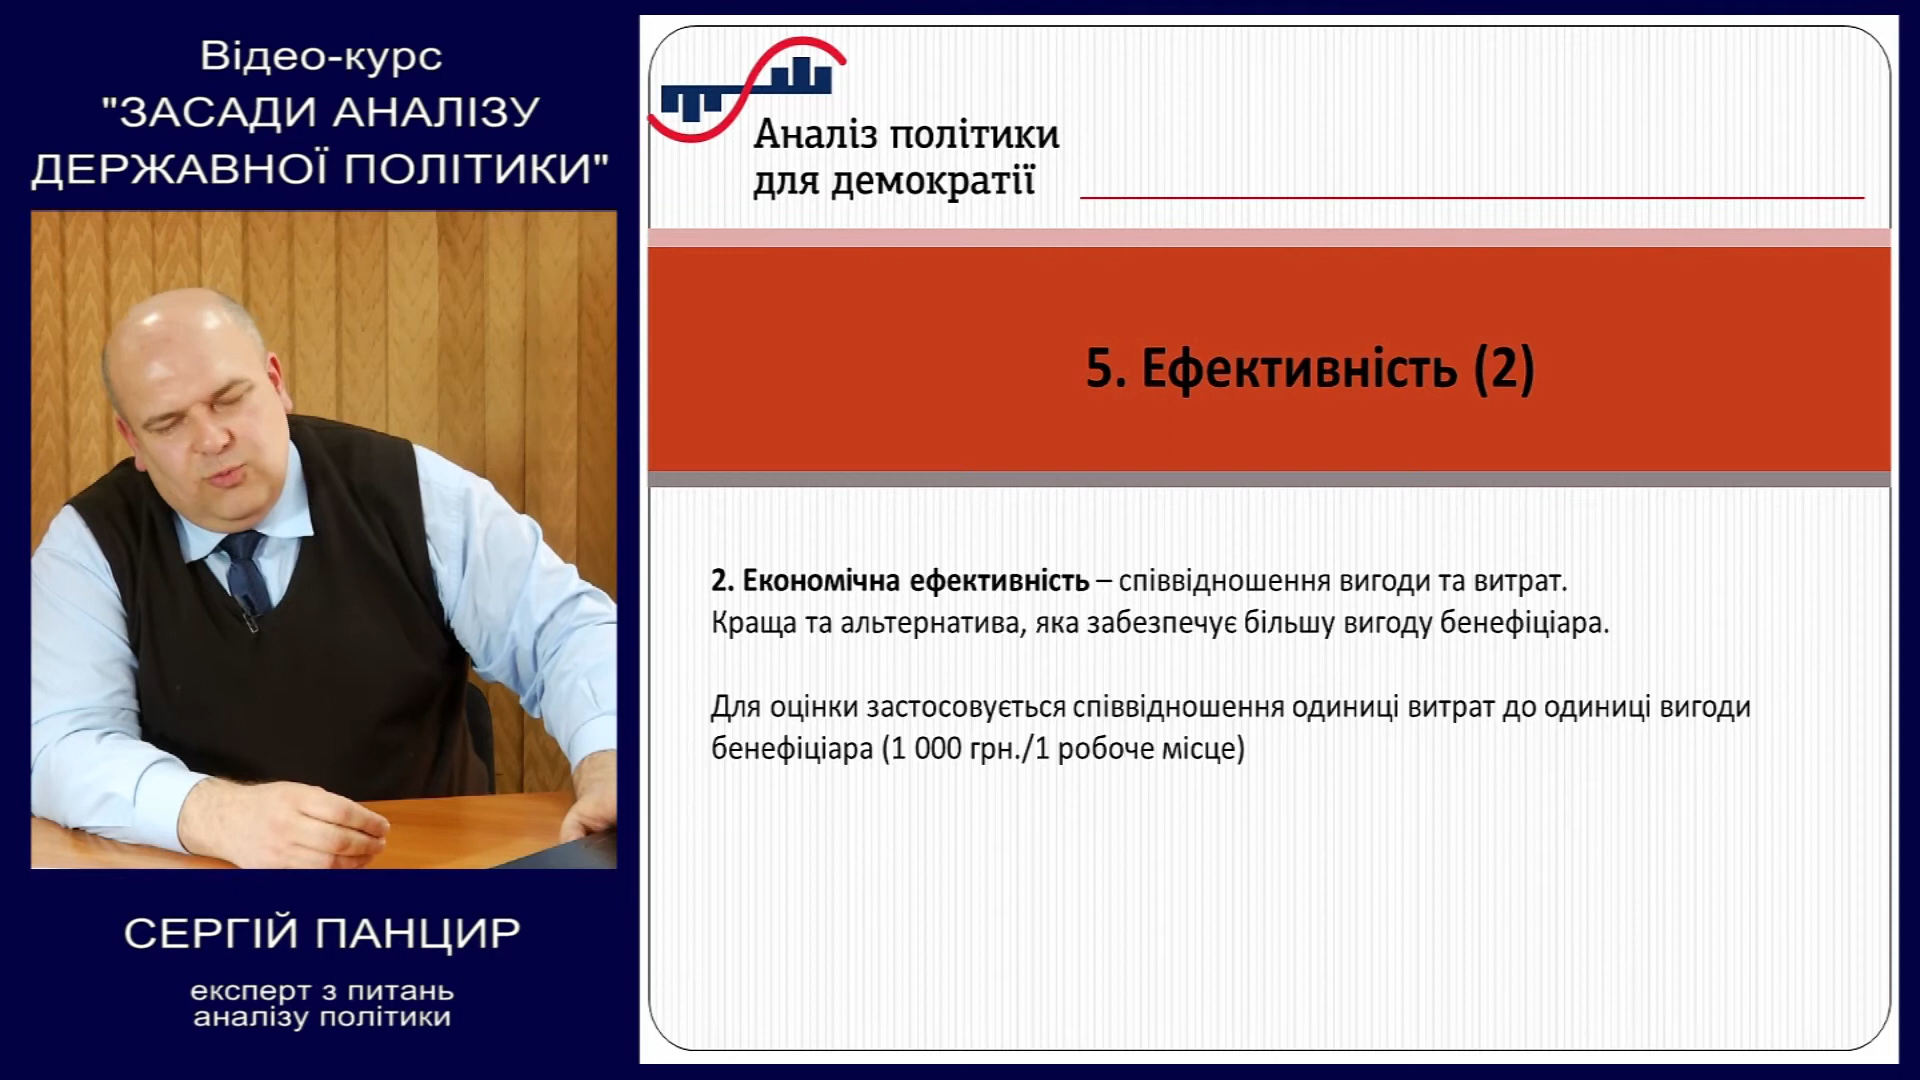 Відео-курс
"ЗАСАДИ АНАЛІЗУ
ДЕРЖАВНОЇ ПОЛІТИКИ"
СЕРГІЙ ПАНЦИР
експерт з питань
аналізу політики
Аналіз політики
для демократії
5. Ефективність (2)
2. Економічна ефективність – співвідношення вигоди та витрат.
Краща та альтернатива, яка забезпечує більшу вигоду бенефіціара.
Для оцінки застосовується співвідношення одиниці витрат до одиниці вигоди
бенефіціара (1 000 грн./1 робоче місце)